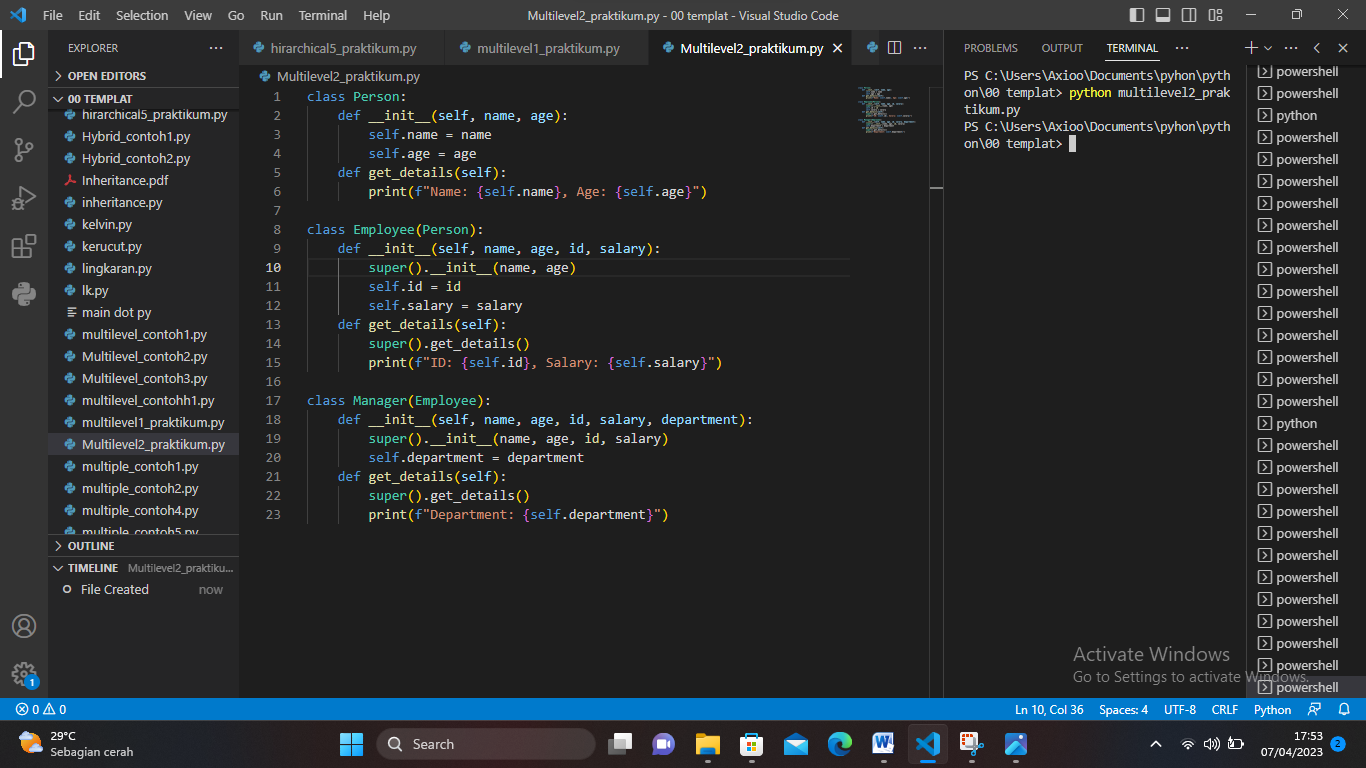 File Edit Selection View Go Run Terminal Help
Multilevel2_praktikum.py - 00 templat - Visual Studio Code
EXPLORER
OPEN EDITORS
00 TEMPLAT
hirarchical5_praktikum.py
Hybrid_contoh1.py
Hybrid_contoh2.py
Inheritance.pdf
inheritance.py
kelvin.py
kerucut.py
lingkaran.py
lk.py
main dot py
multilevel_contoh1.py
Multilevel_contoh2.py
Multilevel_contoh3.py
multilevel_contohh1.py
multilevel1_praktikum.py
Multilevel2_praktikum.py
multiple_contoh1.py
multiple_contoh2.py
multiple_contoh4.py
multiple_contoh5.py
OUTLINE
TIMELINE Multilevel2_praktiku...
File Created now
hirarchical5_praktikum.py multilevel1_praktikum.py Multilevel2_praktikum.py
Multilevel2_praktikum.py
1 class Person:
2     def __init__(self, name, age):
3         self.name = name
4         self.age = age
5     def get_details(self):
6         print(f"Name: {self.name}, Age: {self.age}")
7
8 class Employee(Person):
9     def __init__(self, name, age, id, salary):
10         super().__init__(name, age)
11         self.id = id
12         self.salary = salary
13     def get_details(self):
14         super().get_details()
15         print(f"ID: {self.id}, Salary: {self.salary}")
16
17 class Manager(Employee):
18     def __init__(self, name, age, id, salary, department):
19         super().__init__(name, age, id, salary)
20         self.department = department
21     def get_details(self):
22         super().get_details()
23         print(f"Department: {self.department}")
PROBLEMS OUTPUT TERMINAL
PS C:\Users\Axioo\Documents\pyhon\pyth
on\00 templat> python multilevel2_prak
tikum.py
PS C:\Users\Axioo\Documents\pyhon\pyth
on\00 templat>
powershell
powershell
python
powershell
powershell
powershell
powershell
powershell
powershell
powershell
powershell
powershell
powershell
powershell
powershell
powershell
python
powershell
powershell
powershell
powershell
powershell
powershell
powershell
powershell
powershell
powershell
powershell
powershell
Activate Windows
Go to Settings to activate Windows.
1
0 0
Ln 10, Col 36 Spaces: 4 UTF-8 CRLF Python
29°C
Sebagian cerah
Search
17:53
07/04/2023
2